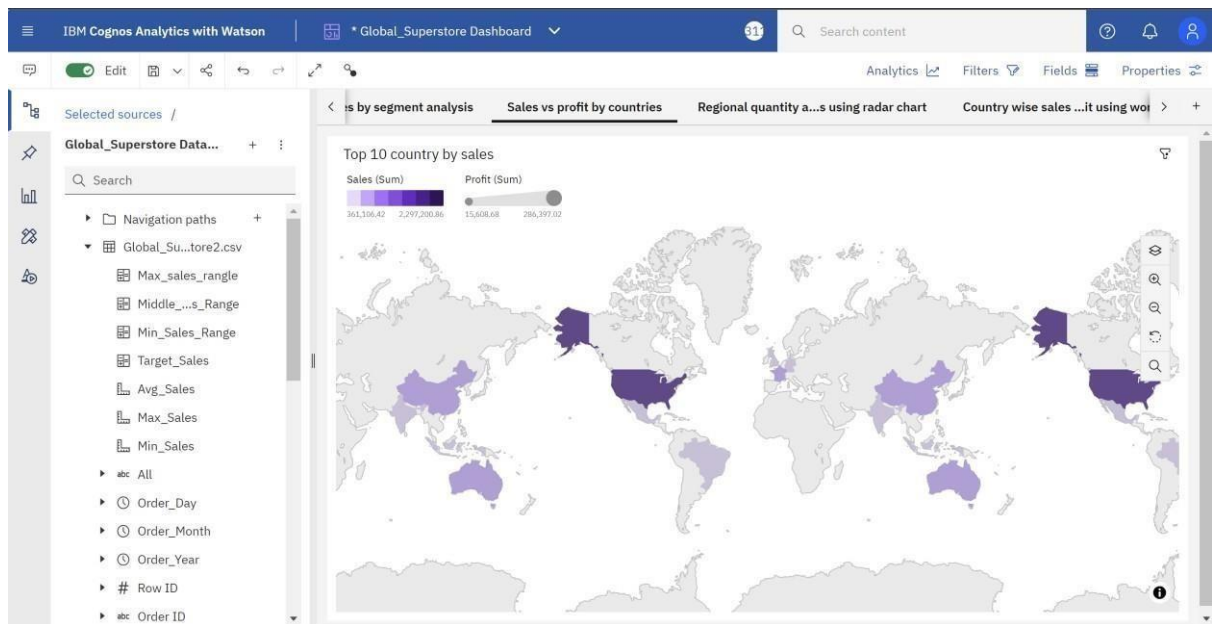 IBM Cognos Analytics with Watson
* Global_Superstore Dashboard
Search content
Edit
Analytics
Filters
Fields
Properties
Selected sources /
Global_Superstore Data...
Search
Navigation paths
Global_Su...tore2.csv
Max_sales_rangle
Middle_...s_Range
Min_Sales_Range
Target_Sales
Avg_Sales
Max_Sales
Min_Sales
abc All
Order_Day
Order_Month
Order_Year
# Row ID
abc Order ID
es by segment analysis
Sales vs profit by countries
Regional quantity a...s using radar chart
Country wise sales ...it using wor
Top 10 country by sales
Sales (Sum)
Profit (Sum)
361,106.42 2,297,200.86
15,608.68 286,397.02